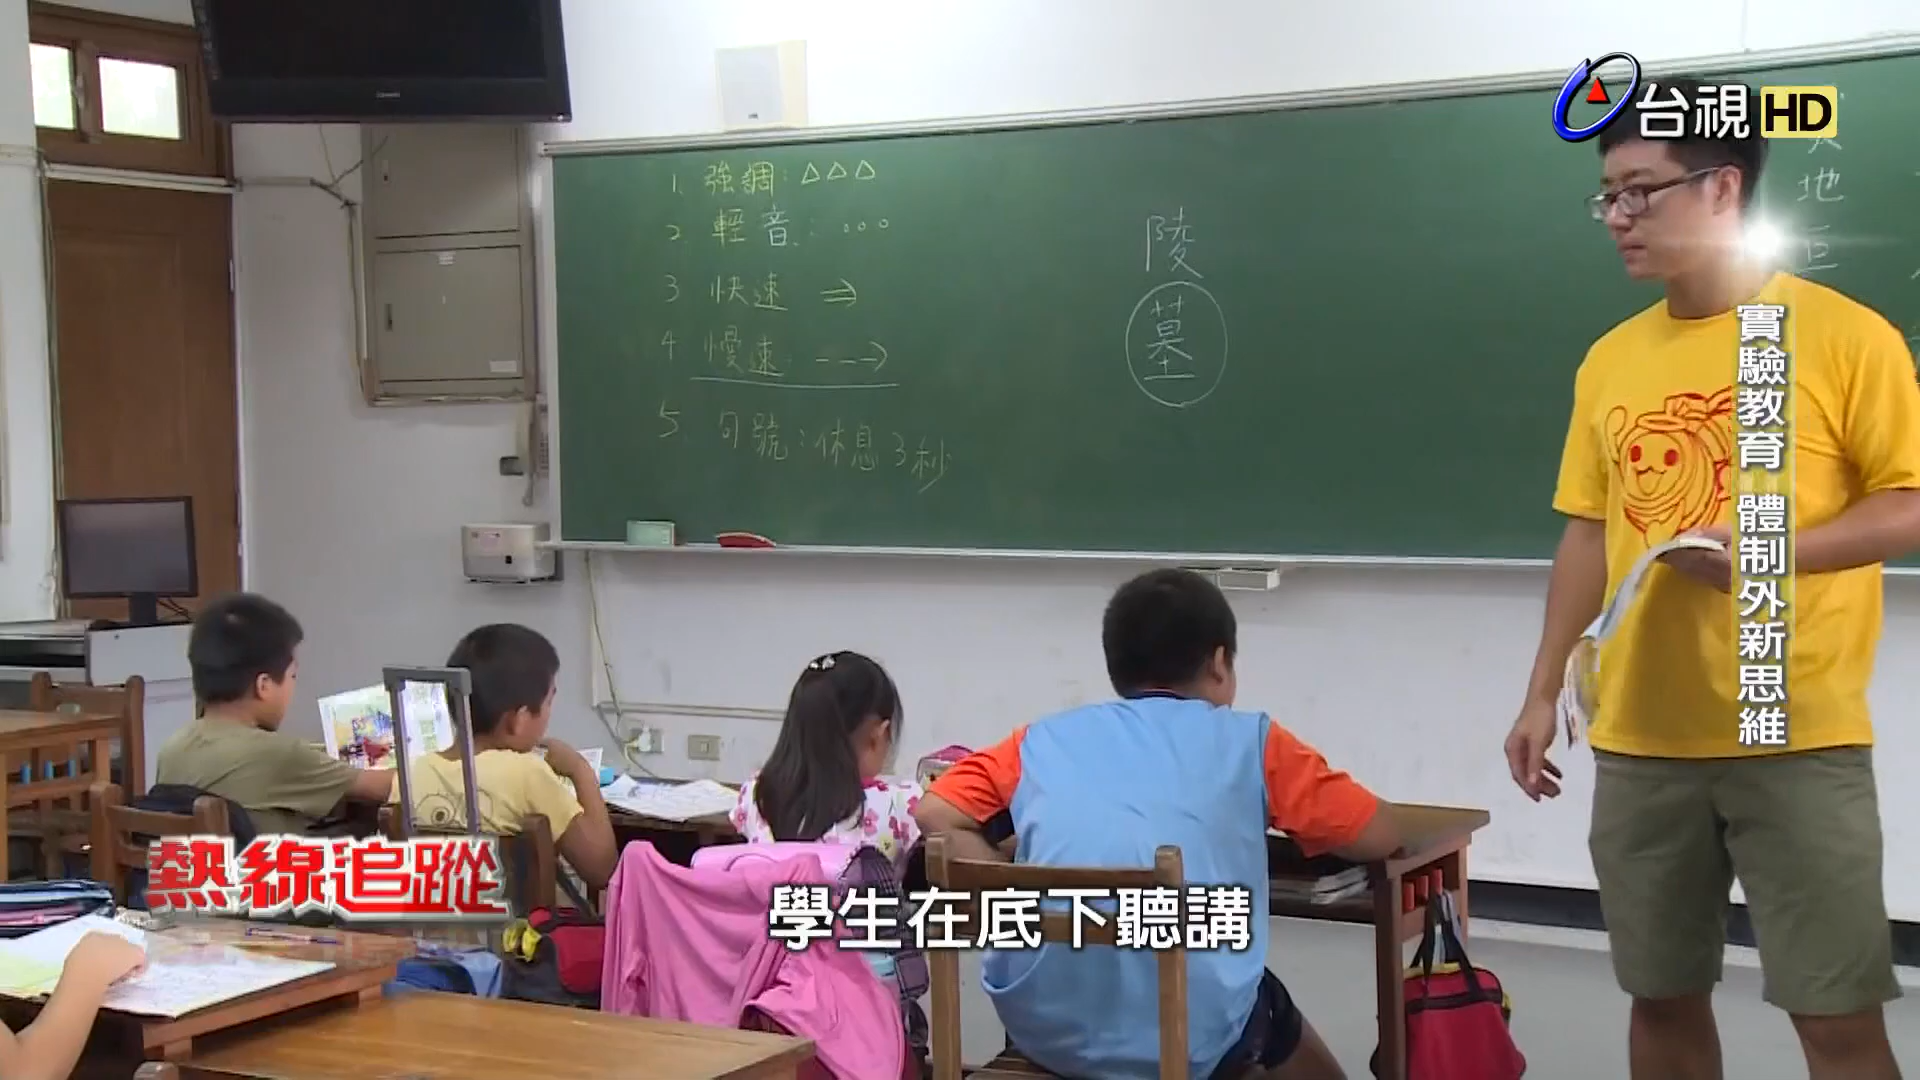 台視 HD
1. 強調：△△△
2. 輕音：。。。
3 快速 ⇒
4 慢速：---→
5. 句號：休息3秒
陵
墓
地
實驗教育 體制外新思維
熱線追蹤
學生在底下聽講